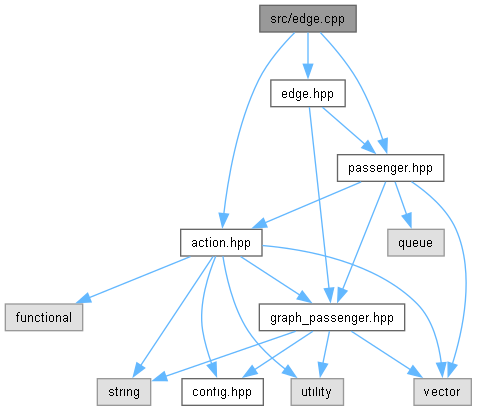 src/edge.cpp
edge.hpp
passenger.hpp
action.hpp
queue
functional
graph_passenger.hpp
string
config.hpp
utility
vector